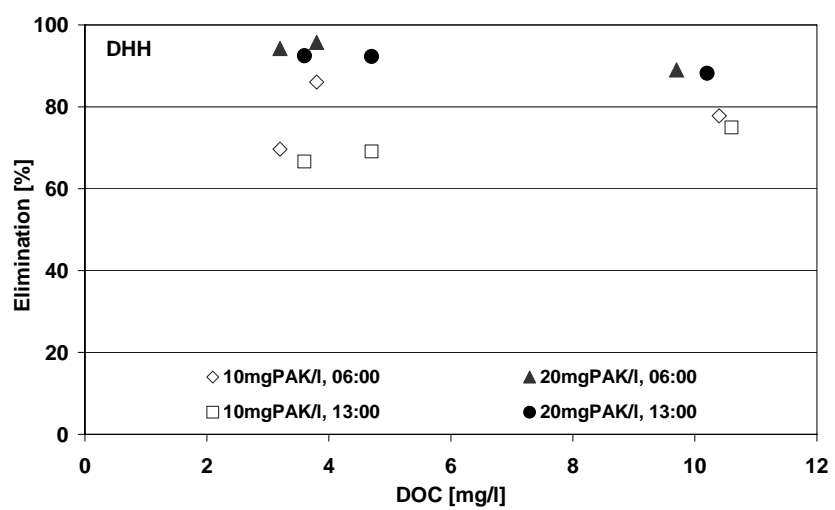 100
DHH
80
60
40
20
0
Elimination [%]
10mgPAK/l, 06:00
20mgPAK/l, 06:00
10mgPAK/l, 13:00
20mgPAK/l, 13:00
0 2 4 6 8 10 12
DOC [mg/l]